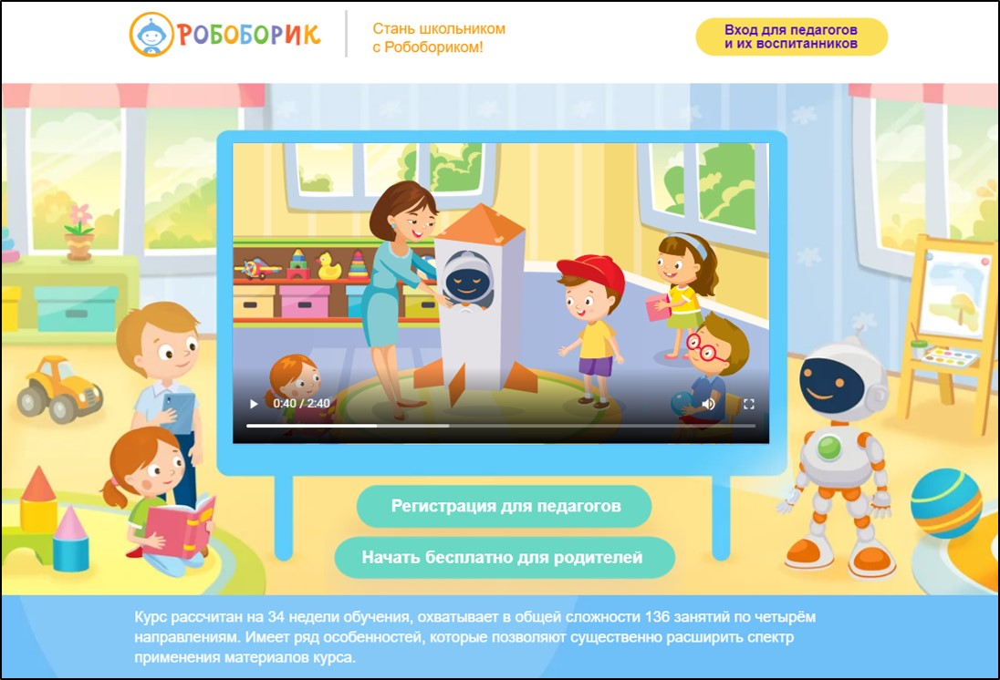 РОБОБОРИК
Стань школьником
с Робобориком!
Вход для педагогов
и их воспитанников
0:40 / 2:40
Регистрация для педагогов
Начать бесплатно для родителей
Курс рассчитан на 34 недели обучения, охватывает в общей сложности 136 занятий по четырём
направлениям. Имеет ряд особенностей, которые позволяют существенно расширить спектр
применения материалов курса.